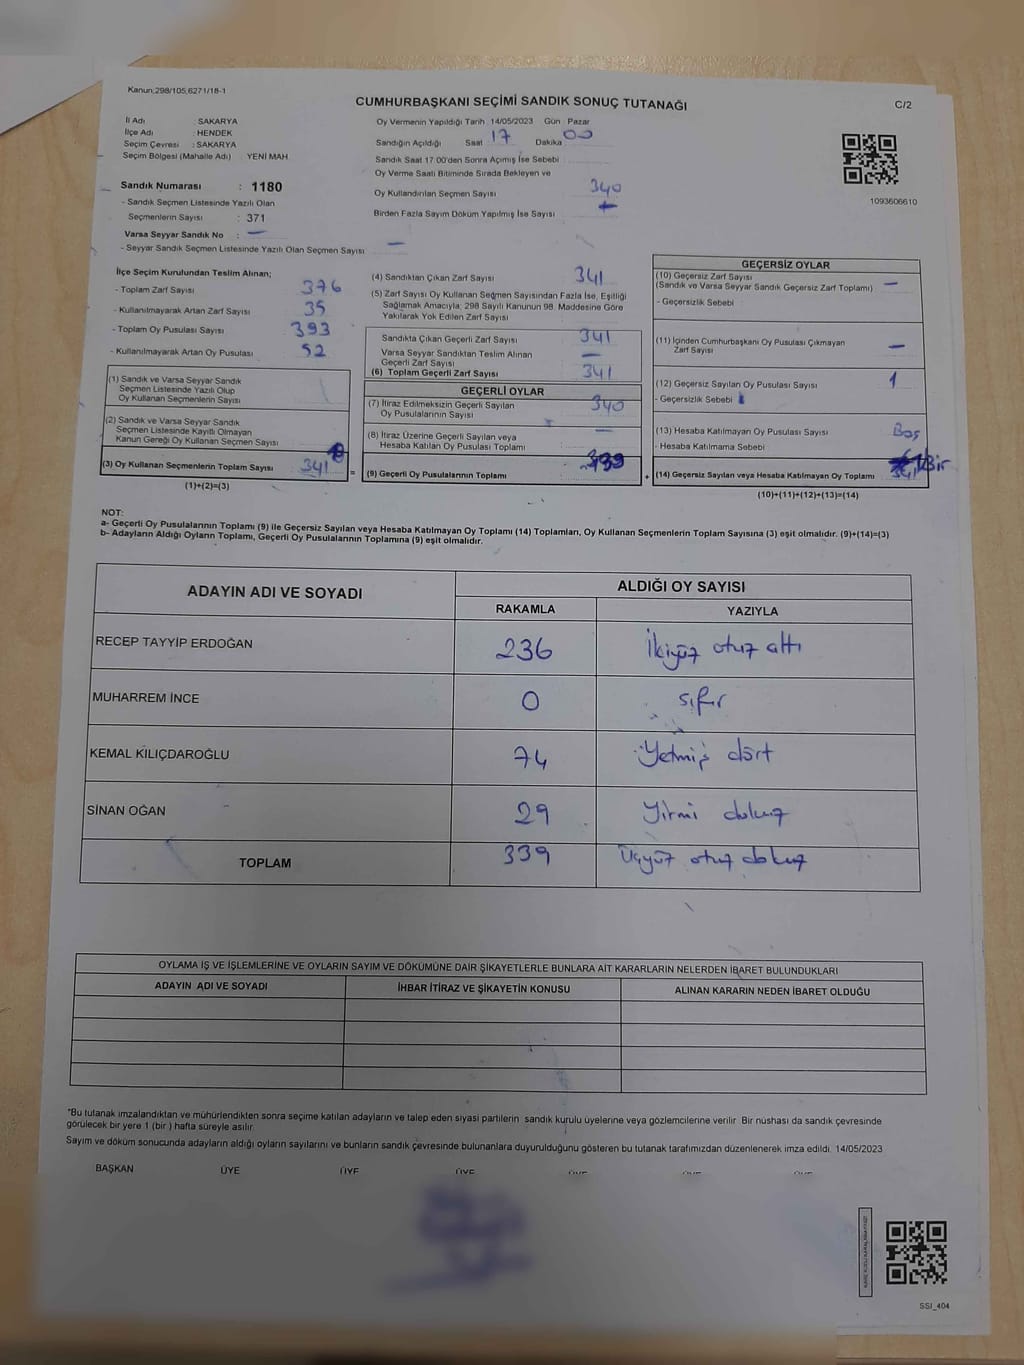 Kanun;298/105,6271/18-1
CUMHURBAŞKANI SEÇİMİ SANDIK SONUÇ TUTANAĞI
C/2
İl Adı : SAKARYA
İlçe Adı : HENDEK
Seçim Çevresi : SAKARYA
Seçim Bölgesi (Mahalle Adı) YENİ MAH.
Oy Vermenin Yapıldığı Tarih 14/05/2023 Gün : Pazar
Sandığın Açıldığı Saat 17 Dakika 00
Sandık Saat 17.00'den Sonra Açılmış İse Sebebi
Oy Verme Saati Bitiminde Sırada Bekleyen ve
Oy Kullandırılan Seçmen Sayısı 340
Birden Fazla Sayım Döküm Yapılmış İse Sayısı
1093606610
Sandık Numarası : 1180
- Sandık Seçmen Listesinde Yazılı Olan
Seçmenlerin Sayısı : 371
Varsa Seyyar Sandık No : —
- Seyyar Sandık Seçmen Listesinde Yazılı Olan Seçmen Sayısı —
İlçe Seçim Kurulundan Teslim Alınan;
- Toplam Zarf Sayısı 376
- Kullanılmayarak Artan Zarf Sayısı 35
- Toplam Oy Pusulası Sayısı 393
- Kullanılmayarak Artan Oy Pusulası 52
(1) Sandık ve Varsa Seyyar Sandık
Seçmen Listesinde Yazılı Olup
Oy Kullanan Seçmenlerin Sayısı
(2) Sandık ve Varsa Seyyar Sandık
Seçmen Listesinde Kayıtlı Olmayan
Kanun Gereği Oy Kullanan Seçmen Sayısı
(3) Oy Kullanan Seçmenlerin Toplam Sayısı 341
(1)+(2)=(3)
(4) Sandıktan Çıkan Zarf Sayısı 341
(5) Zarf Sayısı Oy Kullanan Seçmen Sayısından Fazla İse, Eşitliği
Sağlamak Amacıyla; 298 Sayılı Kanunun 98. Maddesine Göre
Yakılarak Yok Edilen Zarf Sayısı
Sandıkta Çıkan Geçerli Zarf Sayısı 341
Varsa Seyyar Sandıktan Teslim Alınan
Geçerli Zarf Sayısı —
(6) Toplam Geçerli Zarf Sayısı 341
GEÇERLİ OYLAR
(7) İtiraz Edilmeksizin Geçerli Sayılan
Oy Pusulalarının Sayısı 340
(8) İtiraz Üzerine Geçerli Sayılan veya
Hesaba Katılan Oy Pusulaları Toplamı —
= (9) Geçerli Oy Pusulalarının Toplamı 339
GEÇERSİZ OYLAR
(10) Geçersiz Zarf Sayısı
(Sandık ve Varsa Seyyar Sandık Geçersiz Zarf Toplamı) —
- Geçersizlik Sebebi
(11) İçinden Cumhurbaşkanı Oy Pusulası Çıkmayan
Zarf Sayısı —
(12) Geçersiz Sayılan Oy Pusulası Sayısı 1
- Geçersizlik Sebebi
(13) Hesaba Katılmayan Oy Pusulası Sayısı Boş
- Hesaba Katılmama Sebebi
+ (14) Geçersiz Sayılan veya Hesaba Katılmayan Oy Toplamı Bir
(10)+(11)+(12)+(13)=(14)
NOT:
a- Geçerli Oy Pusulalarının Toplamı (9) ile Geçersiz Sayılan veya Hesaba Katılmayan Oy Toplamı (14) Toplamları, Oy Kullanan Seçmenlerin Toplam Sayısına (3) eşit olmalıdır. (9)+(14)=(3)
b- Adayların Aldığı Oyların Toplamı, Geçerli Oy Pusulalarının Toplamına (9) eşit olmalıdır.
ADAYIN ADI VE SOYADI
ALDIĞI OY SAYISI
RAKAMLA YAZIYLA
RECEP TAYYİP ERDOĞAN 236 İkiyüz otuz altı
MUHARREM İNCE 0 sıfır
KEMAL KILIÇDAROĞLU 74 Yetmiş dört
SİNAN OĞAN 29 Yirmi dokuz
TOPLAM 339 Üçyüz otuz dokuz
OYLAMA İŞ VE İŞLEMLERİNE VE OYLARIN SAYIM VE DÖKÜMÜNE DAİR ŞİKAYETLERLE BUNLARA AİT KARARLARIN NELERDEN İBARET BULUNDUKLARI
ADAYIN ADI VE SOYADI İHBAR İTİRAZ VE ŞİKAYETİN KONUSU ALINAN KARARIN NEDEN İBARET OLDUĞU
"Bu tutanak imzalandıktan ve mühürlendikten sonra seçime katılan adayların ve talep eden siyasi partilerin sandık kurulu üyelerine veya gözlemcilerine verilir. Bir nüshası da sandık çevresinde
görülecek bir yere 1 (bir ) hafta süreyle asılır.
Sayım ve döküm sonucunda adayların aldığı oyların sayılarını ve bunların sandık çevresinde bulunanlara duyurulduğunu gösteren bu tutanak tarafımızdan düzenlenerek imza edildi. 14/05/2023
BAŞKAN ÜYE ÜYE ÜYE ÜYE ÜYE ÜYE
SSI_404